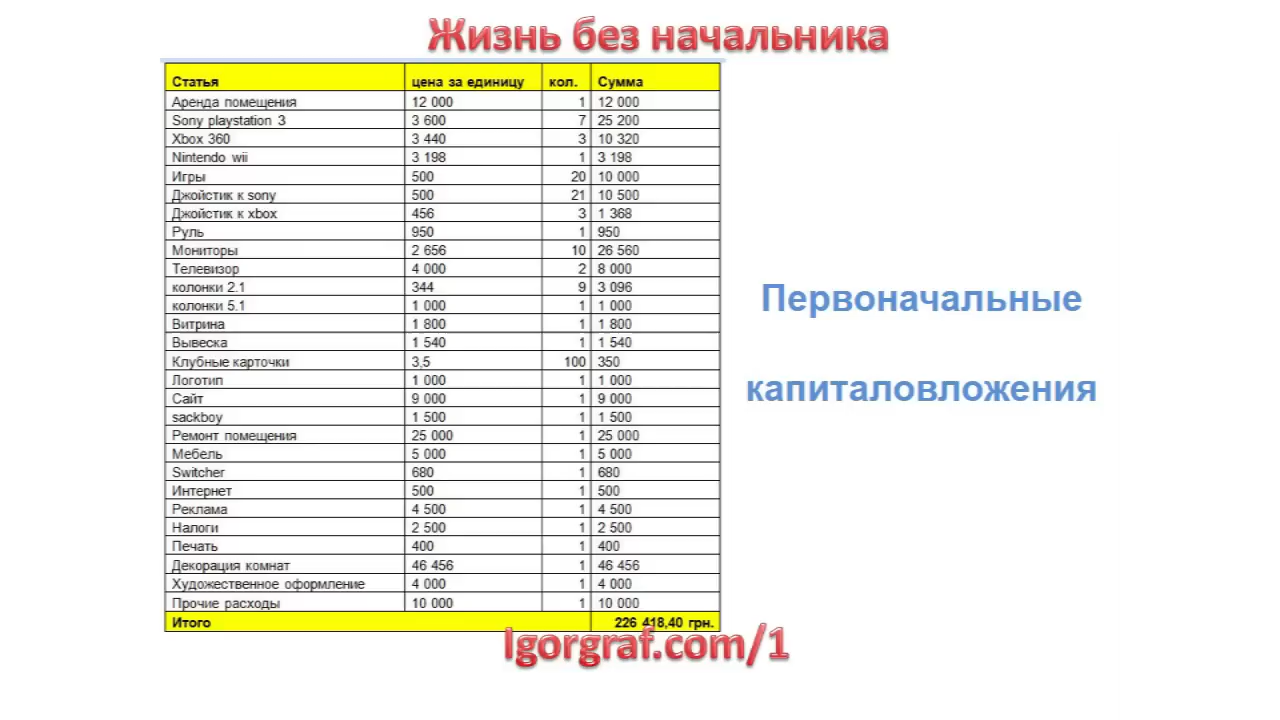 Жизнь без начальника
Статья цена за единицу кол. Сумма
Аренда помещения 12 000 1 12 000
Sony playstation 3 3 600 7 25 200
Xbox 360 3 440 3 10 320
Nintendo wii 3 198 1 3 198
Игры 500 20 10 000
Джойстик к sony 500 21 10 500
Джойстик к xbox 456 3 1 368
Руль 950 1 950
Мониторы 2 656 10 26 560
Телевизор 4 000 2 8 000
колонки 2.1 344 9 3 096
колонки 5.1 1 000 1 1 000
Витрина 1 800 1 1 800
Вывеска 1 540 1 1 540
Клубные карточки 3,5 100 350
Логотип 1 000 1 1 000
Сайт 9 000 1 9 000
sackboy 1 500 1 1 500
Ремонт помещения 25 000 1 25 000
Мебель 5 000 1 5 000
Switcher 680 1 680
Интернет 500 1 500
Реклама 4 500 1 4 500
Налоги 2 500 1 2 500
Печать 400 1 400
Декорация комнат 46 456 1 46 456
Художественное оформление 4 000 1 4 000
Прочие расходы 10 000 1 10 000
Итого 226 418,40 грн.
Первоначальные
капиталовложения
Igorgraf.com/1